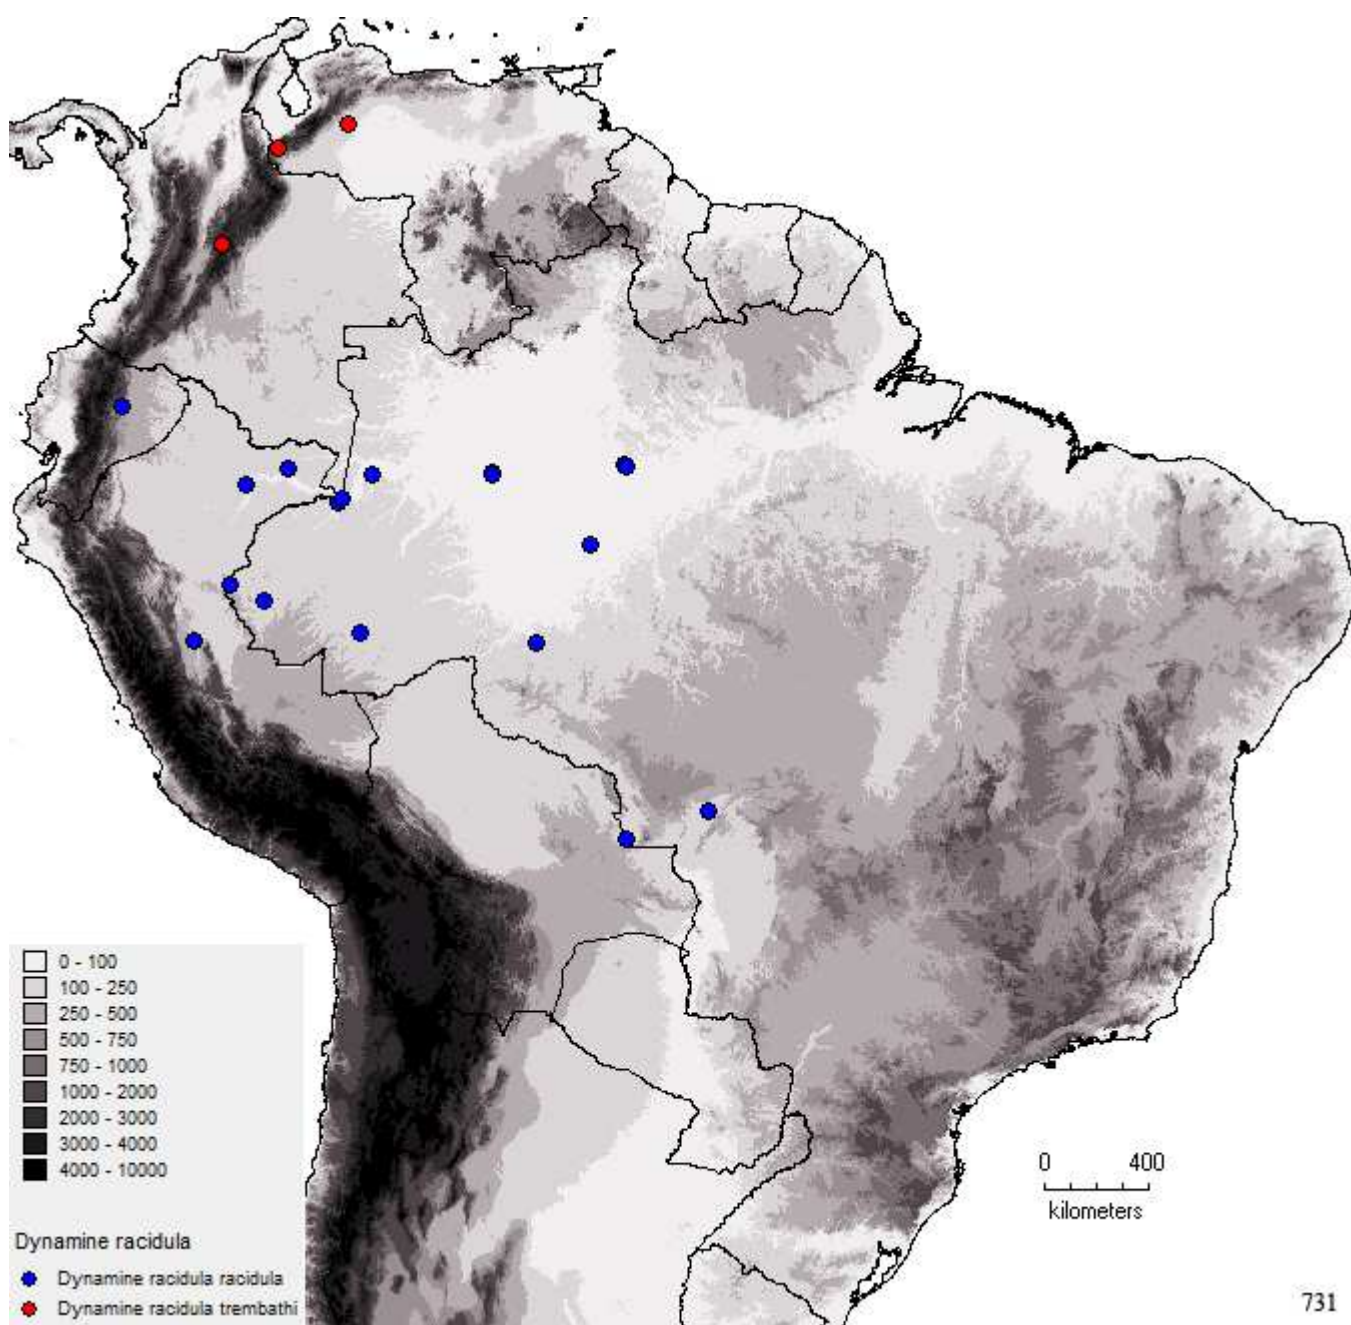 0 - 100
100 - 250
250 - 500
500 - 750
750 - 1000
1000 - 2000
2000 - 3000
3000 - 4000
4000 - 10000
Dynamine racidula
Dynamine racidula racidula
Dynamine racidula trembathi
0 400
kilometers
731